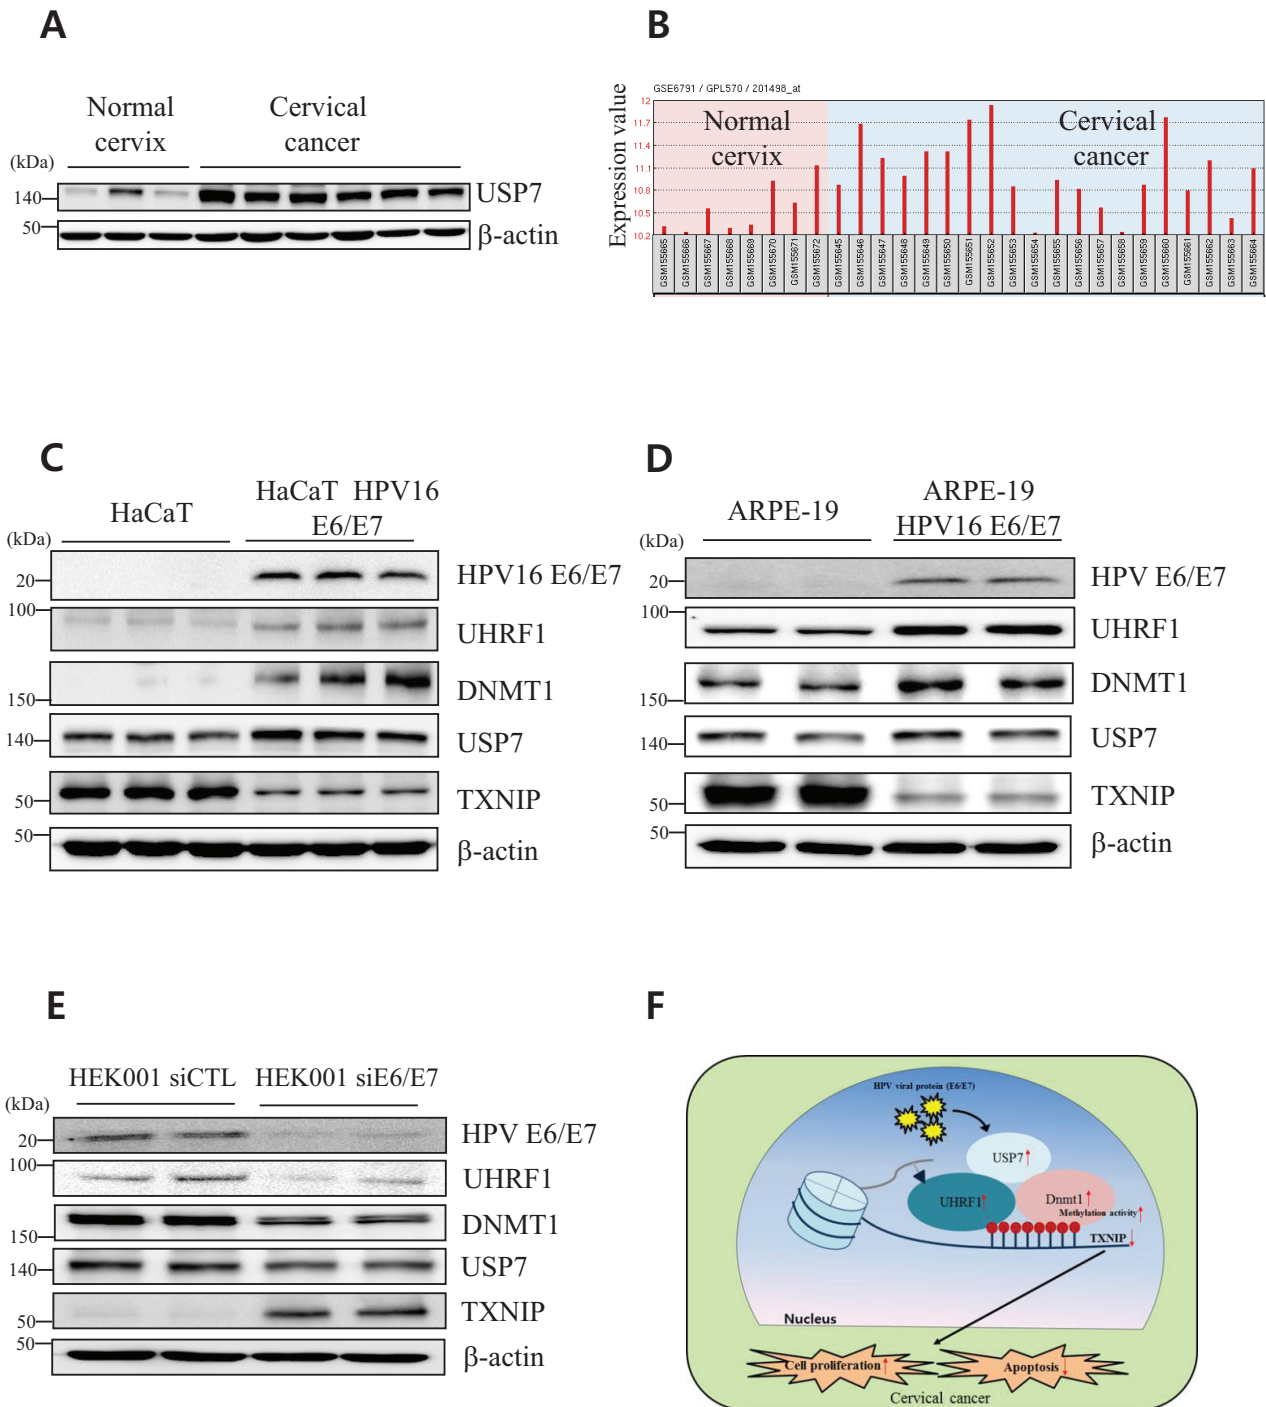 A
Normal
cervix
Cervical
cancer
(kDa)
140
USP7
50
β-actin
B
GSE6791 / GPL570 / 201498_at
Expression value
12
11.7
11.4
11.1
10.8
10.5
10.2
Normal
cervix
Cervical
cancer
GSM155665
GSM155666
GSM155667
GSM155668
GSM155669
GSM155670
GSM155671
GSM155672
GSM155645
GSM155646
GSM155647
GSM155648
GSM155649
GSM155650
GSM155651
GSM155652
GSM155653
GSM155654
GSM155655
GSM155656
GSM155657
GSM155658
GSM155659
GSM155660
GSM155661
GSM155662
GSM155663
GSM155664
C
HaCaT
HaCaT HPV16
E6/E7
(kDa)
20
HPV16 E6/E7
100
UHRF1
150
DNMT1
140
USP7
50
TXNIP
50
β-actin
D
ARPE-19
ARPE-19
HPV16 E6/E7
(kDa)
20
HPV E6/E7
100
UHRF1
150
DNMT1
140
USP7
50
TXNIP
50
β-actin
E
HEK001 siCTL
HEK001 siE6/E7
(kDa)
20
HPV E6/E7
100
UHRF1
150
DNMT1
140
USP7
50
TXNIP
50
β-actin
F
HPV viral protein (E6/E7)
USP7
UHRF1
Dnmt1
Methylation activity
TXNIP
Nucleus
Cell proliferation
Apoptosis
Cervical cancer